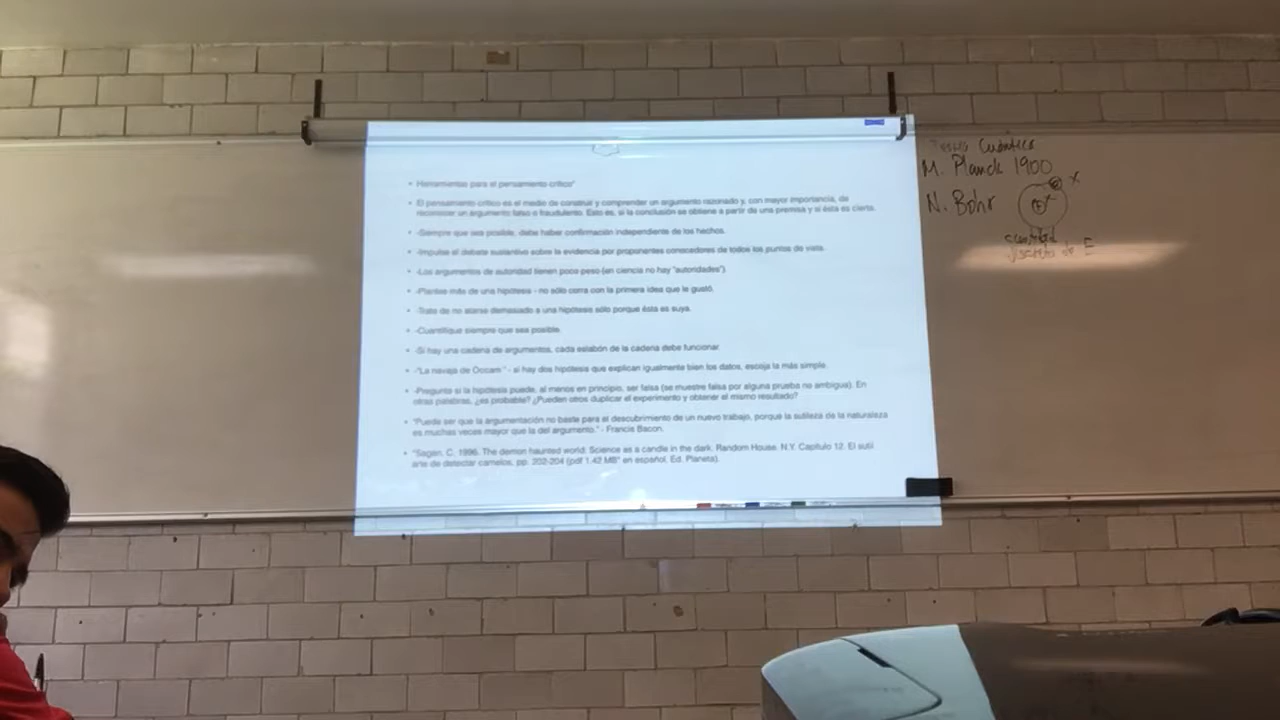 Herramientas para el pensamiento crítico"
El pensamiento crítico es el medio de construir y comprender un argumento razonado y, con mayor importancia, de
reconocer un argumento falso o fraudulento. Esto es, si la conclusión se obtiene a partir de una premisa y si ésta es cierta.
-Siempre que sea posible, debe haber confirmación independiente de los hechos.
-Impulse el debate sustantivo sobre la evidencia por proponentes conocedores de todos los puntos de vista.
-Los argumentos de autoridad tienen poco peso (en ciencia no hay "autoridades").
-Plantee más de una hipótesis - no sólo corra con la primera idea que le gustó.
-Trate de no atarse demasiado a una hipótesis sólo porque ésta es suya.
-Cuantifique siempre que sea posible.
-Si hay una cadena de argumentos, cada eslabón de la cadena debe funcionar.
-"La navaja de Occam" - si hay dos hipótesis que explican igualmente bien los datos, escoja la más simple.
-Pregunte si la hipótesis puede, al menos en principio, ser falsa (se muestre falsa por alguna prueba no ambigua). En
otras palabras, ¿es probable? ¿Pueden otros duplicar el experimento y obtener el mismo resultado?
"Pueda ser que la argumentación no baste para el descubrimiento de un nuevo trabajo, porque la sutileza de la naturaleza
es muchas veces mayor que la del argumento." - Francis Bacon.
"Sagan, C. 1996. The demon haunted world: Science as a candle in the dark. Random House. N.Y. Capítulo 12. El sutil
arte de detectar camelos, pp. 202-204 (pdf 1.42 MB" en español, Ed. Planeta).
Cuántica
M. Planck 1900
N. Bohr
x
discreta de E